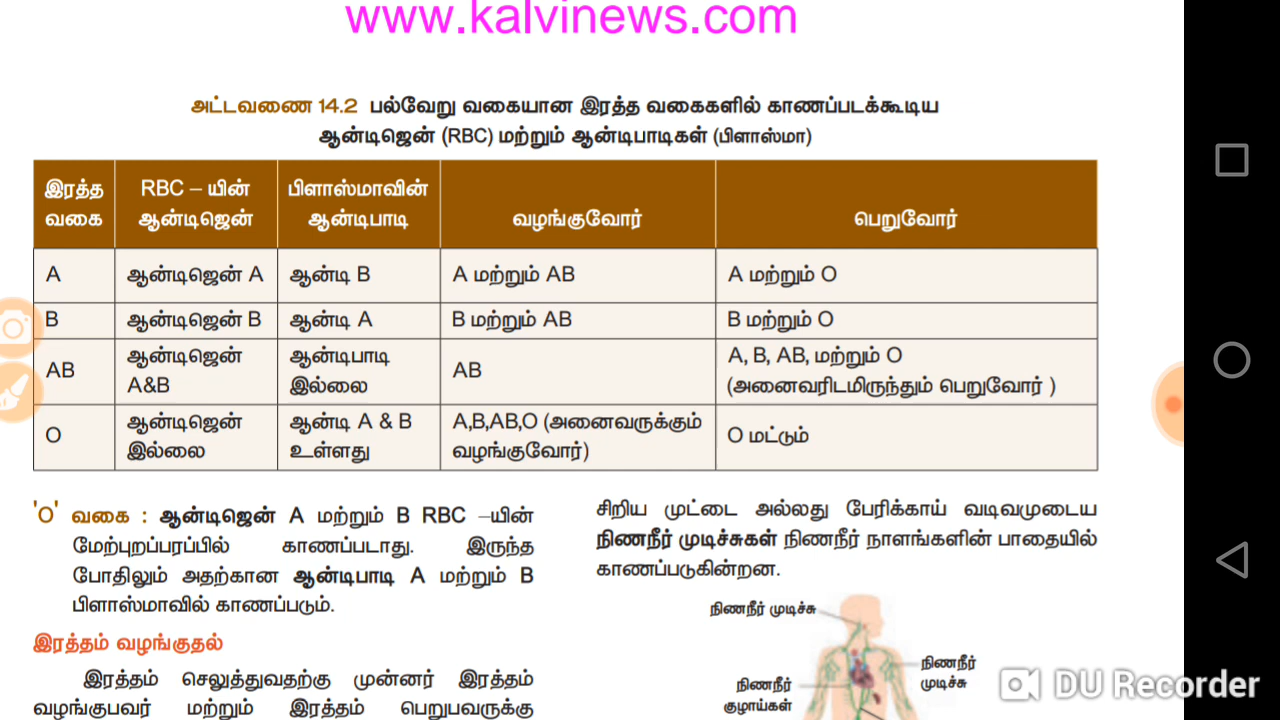 www.kalvinews.com
அட்டவணை 14.2 பல்வேறு வகையான இரத்த வகைகளில் காணப்படக்கூடிய
ஆன்டிஜென் (RBC) மற்றும் ஆன்டிபாடிகள் (பிளாஸ்மா)
இரத்த வகை
RBC – யின் ஆன்டிஜென்
பிளாஸ்மாவின் ஆன்டிபாடி
வழங்குவோர்
பெறுவோர்
A
ஆன்டிஜென் A
ஆன்டி B
A மற்றும் AB
A மற்றும் O
B
ஆன்டிஜென் B
ஆன்டி A
B மற்றும் AB
B மற்றும் O
AB
ஆன்டிஜென்
A&B
ஆன்டிபாடி
இல்லை
AB
A, B, AB, மற்றும் O
(அனைவரிடமிருந்தும் பெறுவோர் )
O
ஆன்டிஜென்
இல்லை
ஆன்டி A & B
உள்ளது
A,B,AB,O (அனைவருக்கும்
வழங்குவோர்)
O மட்டும்
'O' வகை : ஆன்டிஜென் A மற்றும் B RBC –யின்
மேற்புறப்பரப்பில் காணப்படாது. இருந்த
போதிலும் அதற்கான ஆன்டிபாடி A மற்றும் B
பிளாஸ்மாவில் காணப்படும்.
இரத்தம் வழங்குதல்
இரத்தம் செலுத்துவதற்கு முன்னர் இரத்தம்
வழங்குபவர் மற்றும் இரத்தம் பெறுபவருக்கு
சிறிய முட்டை அல்லது பேரிக்காய் வடிவமுடைய
நிணநீர் முடிச்சுகள் நிணநீர் நாளங்களின் பாதையில்
காணப்படுகின்றன.
நிணநீர் முடிச்சு
நிணநீர்
முடிச்சு
நிணநீர்
குழாய்கள்
DU Recorder